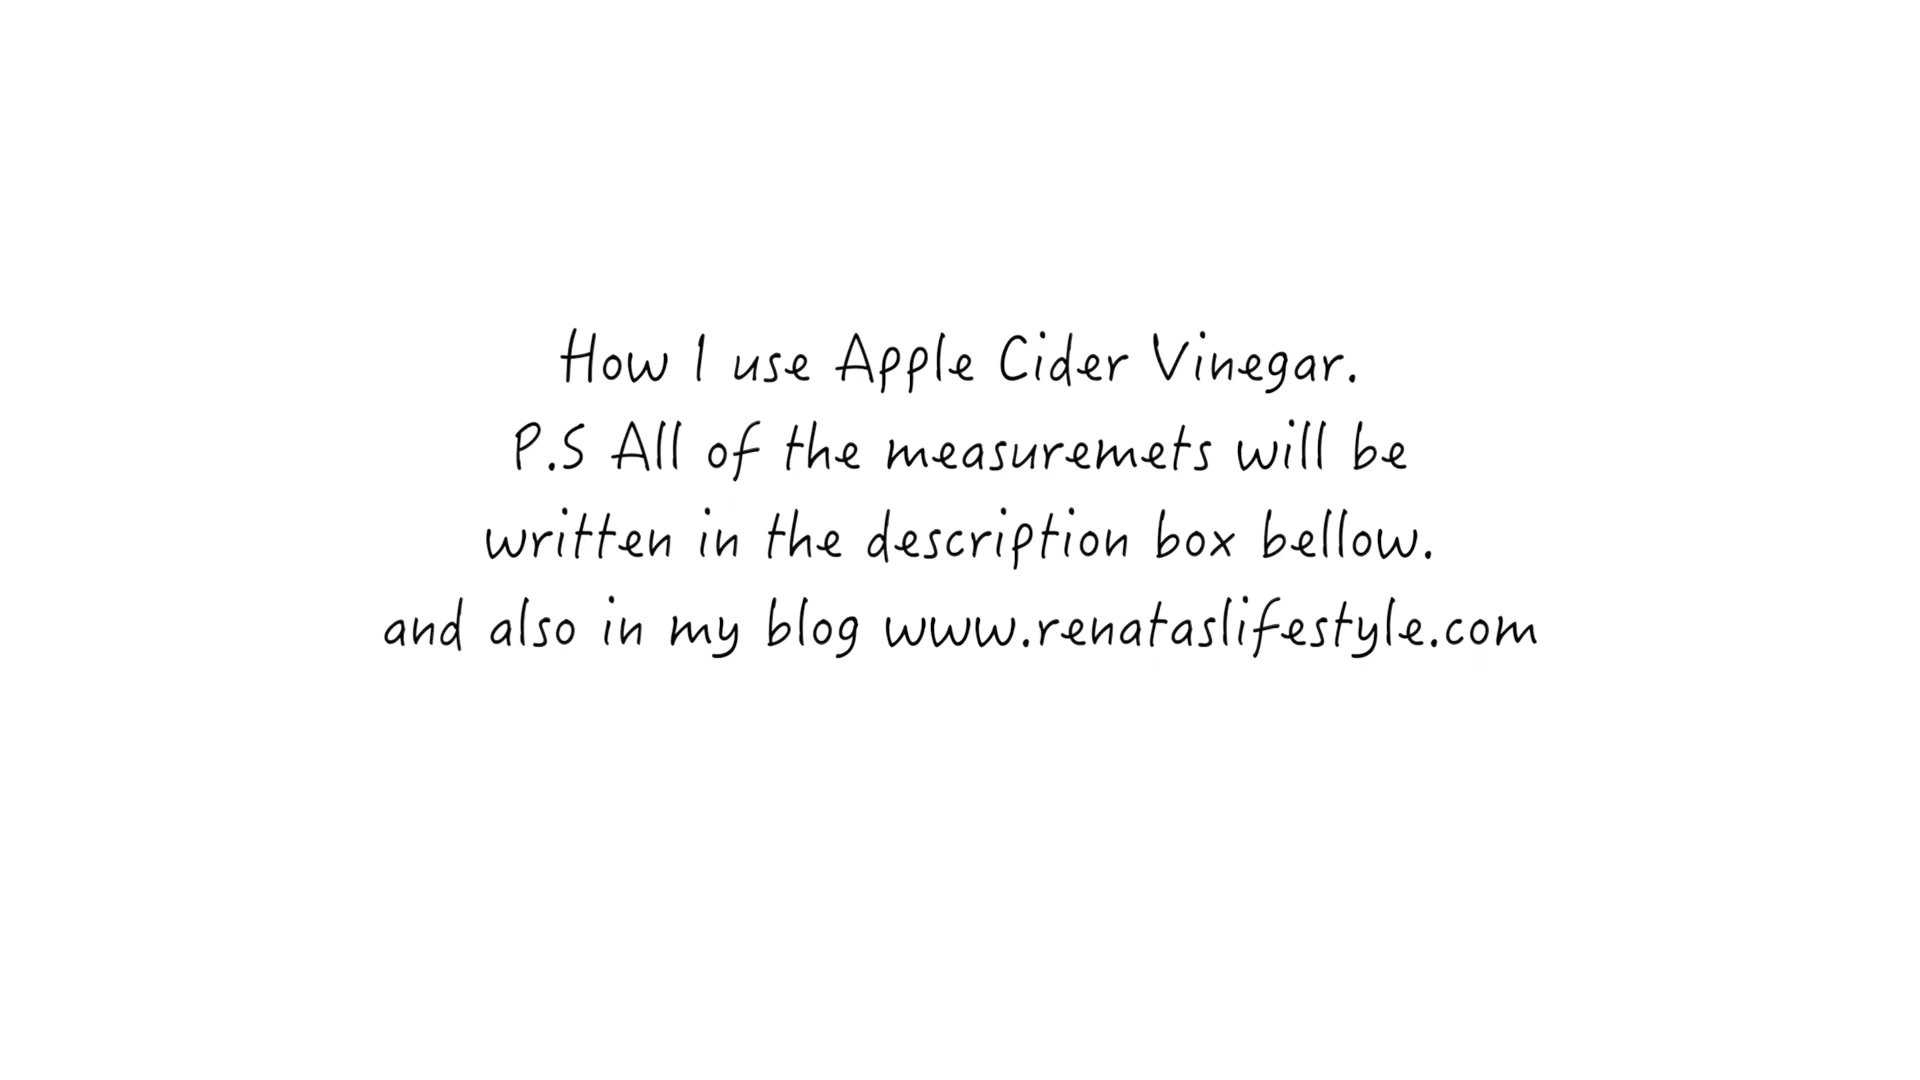 How I use Apple Cider Vinegar.
P.S All of the measuremets will be
written in the description box bellow.
and also in my blog www.renataslifestyle.com